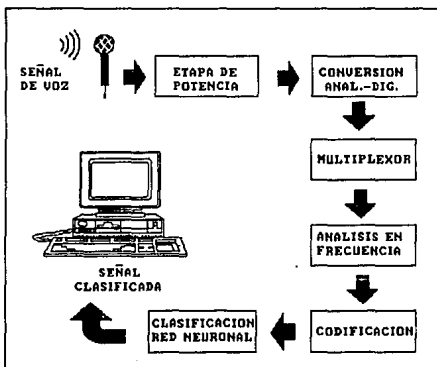 SEÑAL
DE VOZ
ETAPA DE
POTENCIA
CONVERSION
ANAL.-DIG.
MULTIPLEXOR
ANALISIS EN
FRECUENCIA
CODIFICACION
CLASIFICACION
RED NEURONAL
SEÑAL
CLASIFICADA